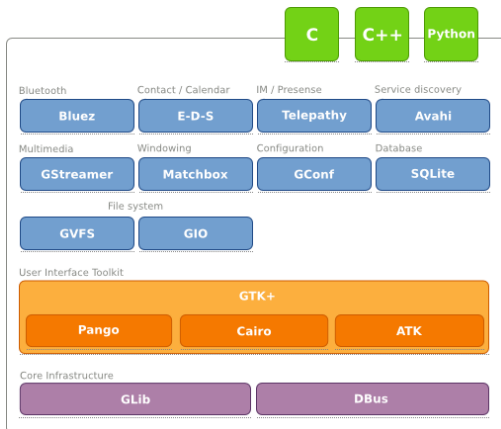 C C++ Python
Bluetooth Contact / Calendar IM / Presense Service discovery
Bluez E-D-S Telepathy Avahi
Multimedia Windowing Configuration Database
GStreamer Matchbox GConf SQLite
File system
GVFS GIO
User Interface Toolkit
GTK+
Pango Cairo ATK
Core Infrastructure
GLib DBus